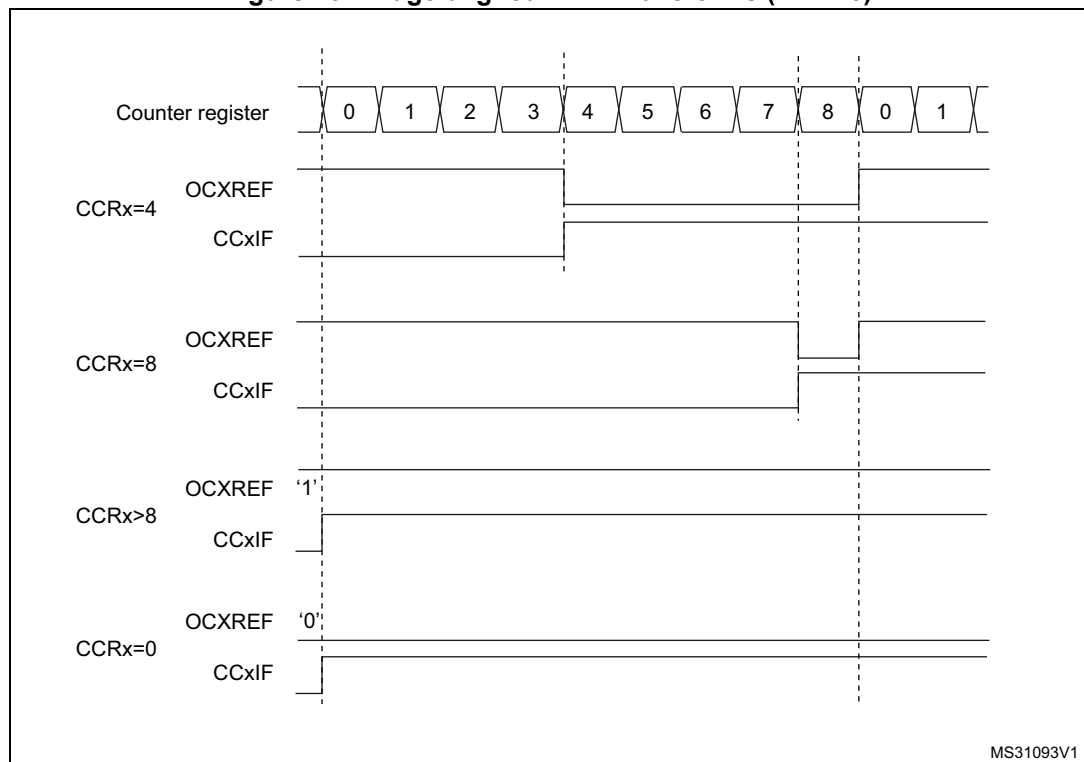 Counter register 0 1 2 3 4 5 6 7 8 0 1
OCXREF
CCRx=4
CCxIF
OCXREF
CCRx=8
CCxIF
OCXREF ‘1’
CCRx>8
CCxIF
OCXREF ‘0’
CCRx=0
CCxIF
MS31093V1